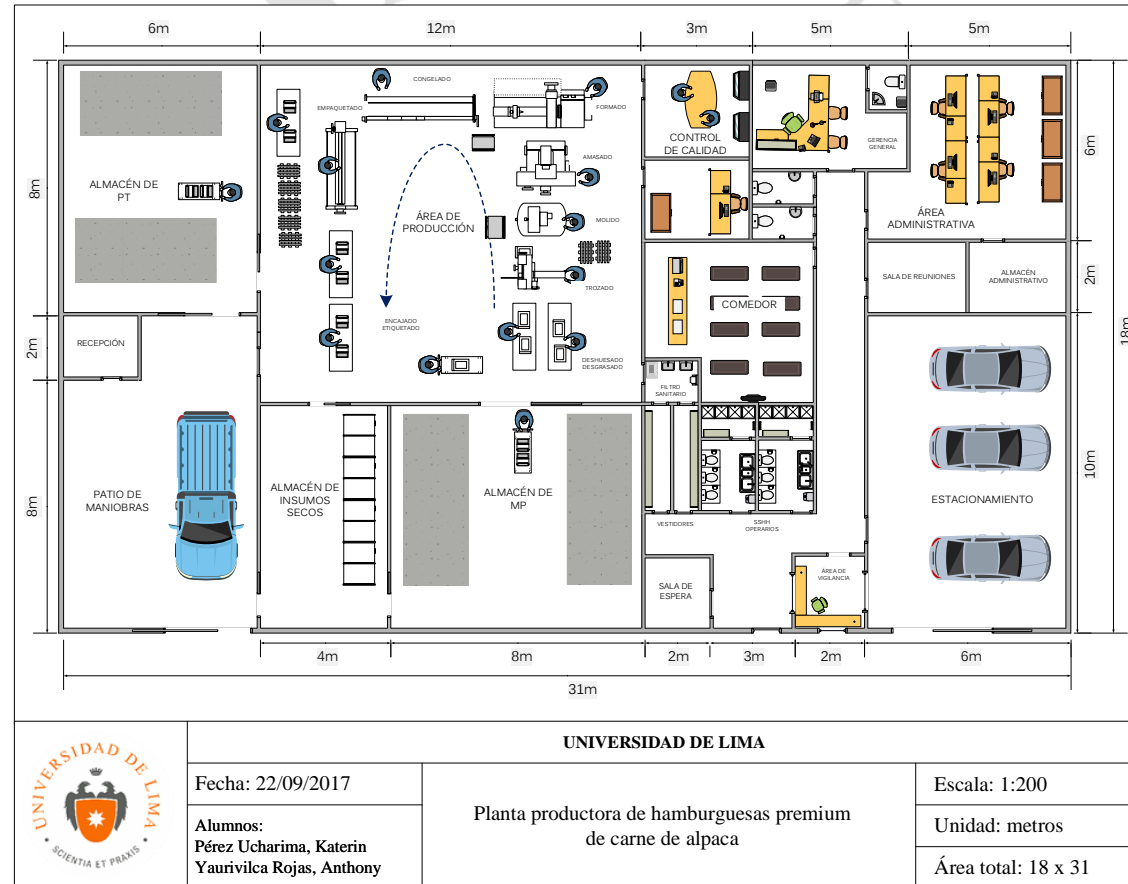 6m
12m
3m
5m
5m
8m
2m
8m
6m
2m
10m
18m
CONGELADO
EMPAQUETADO
FORMADO
AMASADO
MOLIDO
TROZADO
ÁREA DE
PRODUCCIÓN
ENCAJADO
ETIQUETADO
DESHUESADO
DESGRASADO
ALMACÉN DE
PT
RECEPCIÓN
PATIO DE
MANIOBRAS
ALMACÉN DE
INSUMOS
SECOS
ALMACÉN DE
MP
CONTROL
DE CALIDAD
GERENCIA
GENERAL
ÁREA
ADMINISTRATIVA
SALA DE REUNIONES
ALMACÉN
ADMINISTRATIVO
COMEDOR
FILTRO
SANITARIO
VESTIDORES
SSHH
OPERARIOS
SALA DE
ESPERA
ÁREA DE
VIGILANCIA
ESTACIONAMIENTO
4m
8m
2m
3m
2m
6m
31m
UNIVERSIDAD DE LIMA
SCIENTIA ET PRAXIS
UNIVERSIDAD DE LIMA
Fecha: 22/09/2017
Alumnos:
Pérez Ucharima, Katerin
Yaurivilca Rojas, Anthony
Planta productora de hamburguesas premium
de carne de alpaca
Escala: 1:200
Unidad: metros
Área total: 18 x 31